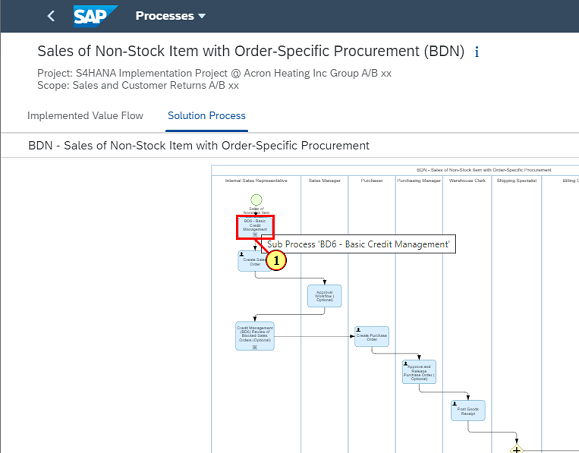 SAP Processes
Sales of Non-Stock Item with Order-Specific Procurement (BDN) i
Project: S4HANA Implementation Project @ Acron Heating Inc Group A/B xx
Scope: Sales and Customer Returns A/B xx
Implemented Value Flow Solution Process
BDN - Sales of Non-Stock Item with Order-Specific Procurement
BDN - Sales of Non-Stock Item with Order-Specific Procurement
Internal Sales Representative Sales Manager Purchaser Purchasing Manager Warehouse Clerk Shipping Specialist Billing
Sales of
Non-Stock Item
BD6 - Basic
Credit
Management
Sub Process 'BD6 - Basic Credit Management'
1
Create Sales
Order
Approval
Workflow (
Optional)
Credit Management
(BD6) Review of
Blocked Sales
Orders (Optional)
Create Purchase
Order
Approve and
Release
Purchase Order (
Optional)
Post Goods
Receipt